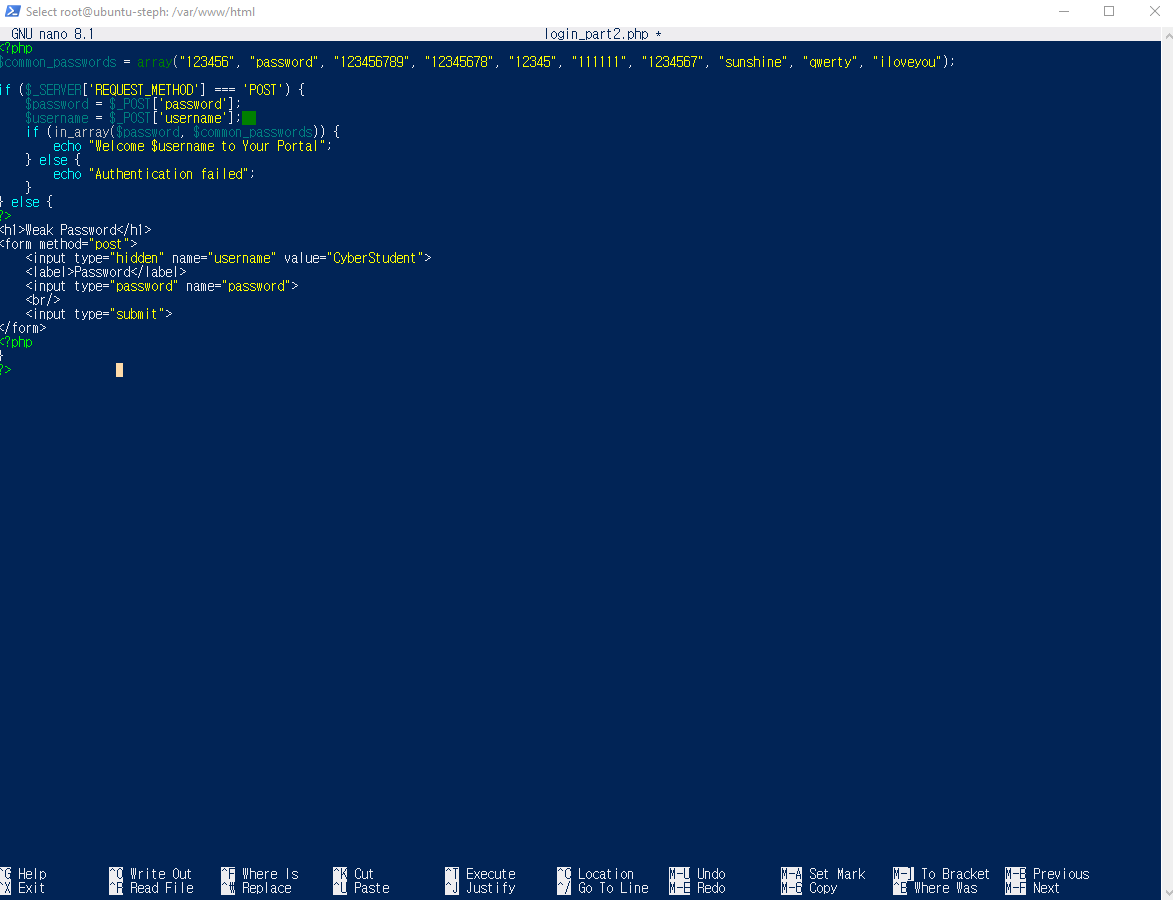 Select root@ubuntu-steph: /var/www/html
GNU nano 8.1 login_part2.php *
<?php
$common_passwords = array("123456", "password", "123456789", "12345678", "12345", "111111", "1234567", "sunshine", "qwerty", "iloveyou");
if ($_SERVER['REQUEST_METHOD'] === 'POST') {
    $password = $_POST['password'];
    $username = $_POST['username'];
    if (in_array($password, $common_passwords)) {
        echo "Welcome $username to Your Portal";
    } else {
        echo "Authentication failed";
    }
} else {
?>
<h1>Weak Password</h1>
<form method="post">
    <input type="hidden" name="username" value="CyberStudent">
    <label>Password</label>
    <input type="password" name="password">
    <br/>
    <input type="submit">
</form>
<?php
}
?>
^G Help ^O Write Out ^F Where Is ^K Cut ^T Execute ^C Location M-U Undo M-A Set Mark M-] To Bracket M-B Previous
^X Exit ^R Read File ^W Replace ^U Paste ^J Justify ^/ Go To Line M-E Redo M-6 Copy ^B Where Was M-F Next